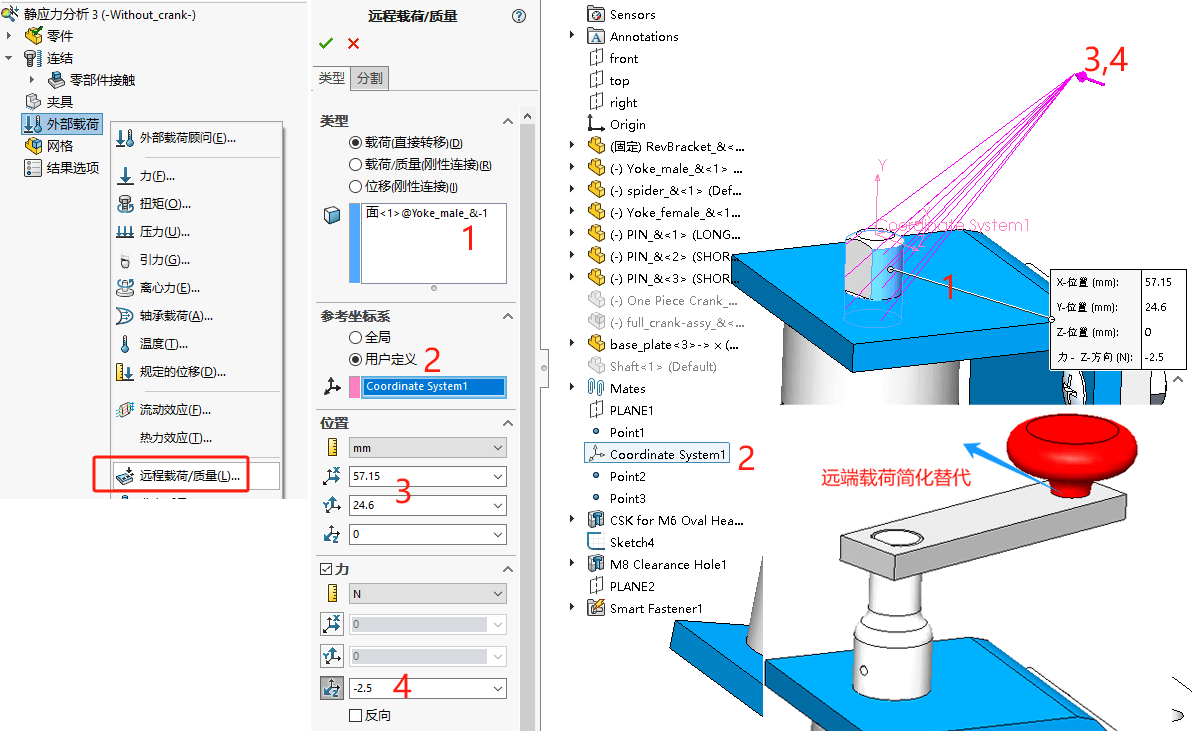 静应力分析 3 (-Without_crank-)
零件
连结
零部件接触
夹具
外部载荷
网格
结果选项
外部载荷顾问(E)...
力(F)...
扭矩(O)...
压力(U)...
引力(G)...
离心力(E)...
轴承载荷(A)...
温度(T)...
规定的位移(D)...
流动效应(F)...
热力效应(T)...
远程载荷/质量(L)...
远程载荷/质量
类型
分割
类型
载荷(直接转移)(D)
载荷/质量(刚性连接)(R)
位移(刚性连接)(I)
面<1>@Yoke_male_&-1
1
参考坐标系
全局
用户定义
2
Coordinate System1
位置
mm
57.15
3
24.6
0
力
N
0
0
-2.5
4
反向
Sensors
Annotations
front
top
right
Origin
(固定) RevBracket_&<...
(-) Yoke_male_&<1> ...
(-) spider_&<1> (Def...
(-) Yoke_female_&<1...
(-) PIN_&<1> (LONG...
(-) PIN_&<2> (SHOR...
(-) PIN_&<3> (SHOR...
(-) One Piece Crank_...
(-) full_crank-assy_&<...
base_plate<3>-> x (...
Shaft<1> (Default)
Mates
PLANE1
Point1
Coordinate System1
2
Point2
Point3
CSK for M6 Oval Hea...
Sketch4
M8 Clearance Hole1
PLANE2
Smart Fastener1
3,4
Y
Coordinate System1
1
X-位置 (mm): 57.15
Y-位置 (mm): 24.6
Z-位置 (mm): 0
力 - Z-方向 (N): -2.5
远端载荷简化替代